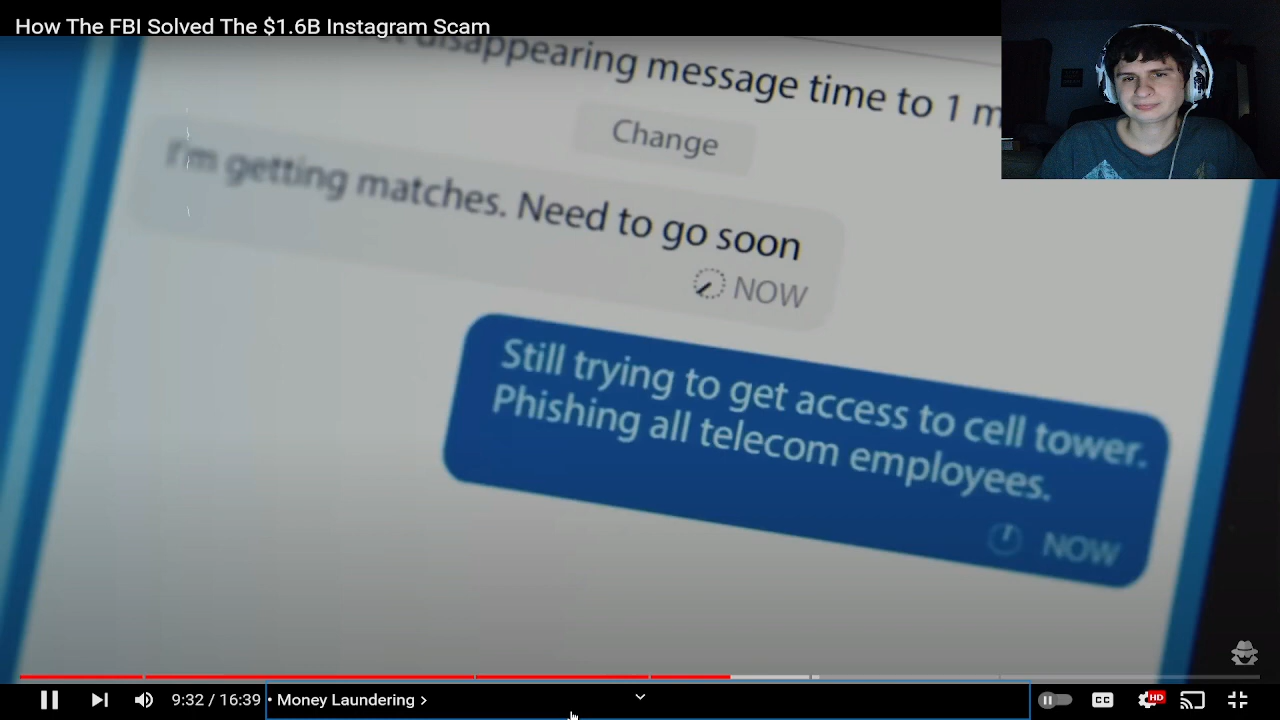 How The FBI Solved The $1.6B Instagram Scam
disappearing message time to 1 m
Change
I'm getting matches. Need to go soon
NOW
Still trying to get access to cell tower.
Phishing all telecom employees.
NOW
9:32 / 16:39 • Money Laundering >
CC
HD